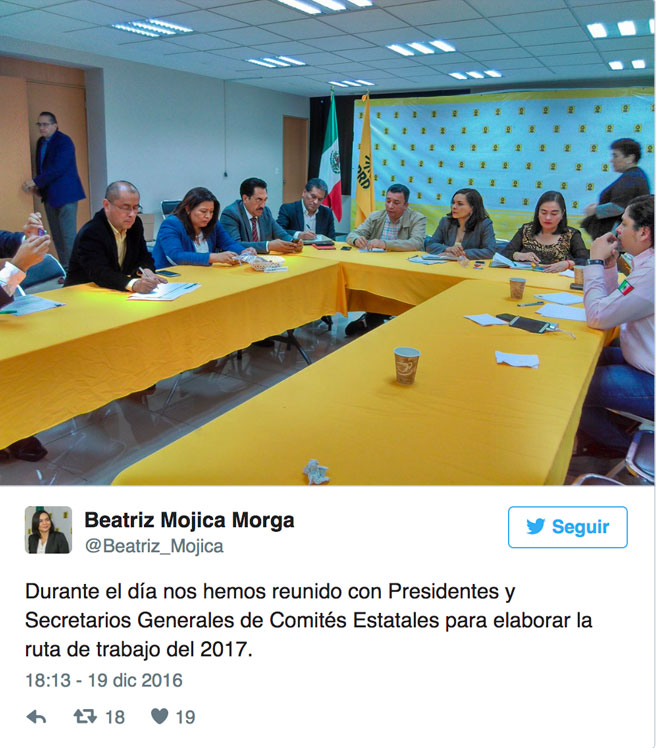 PRD
Beatriz Mojica Morga
@Beatriz_Mojica
Seguir
Durante el día nos hemos reunido con Presidentes y
Secretarios Generales de Comités Estatales para elaborar la
ruta de trabajo del 2017.
18:13 - 19 dic 2016
18
19